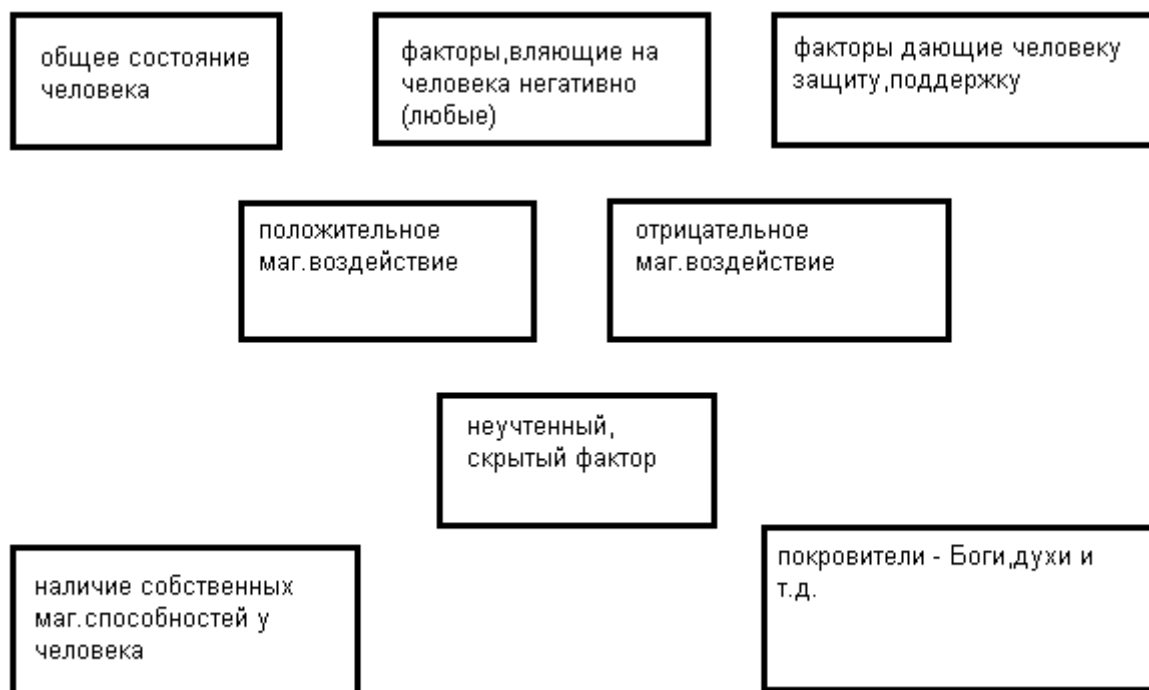 общее состояние
человека
факторы,вляющие на
человека негативно
(любые)
факторы дающие человеку
защиту,поддержку
положительное
маг.воздействие
отрицательное
маг.воздействие
неучтенный,
скрытый фактор
наличие собственных
маг.способностей у
человека
покровители - Боги,духи и
т.д.